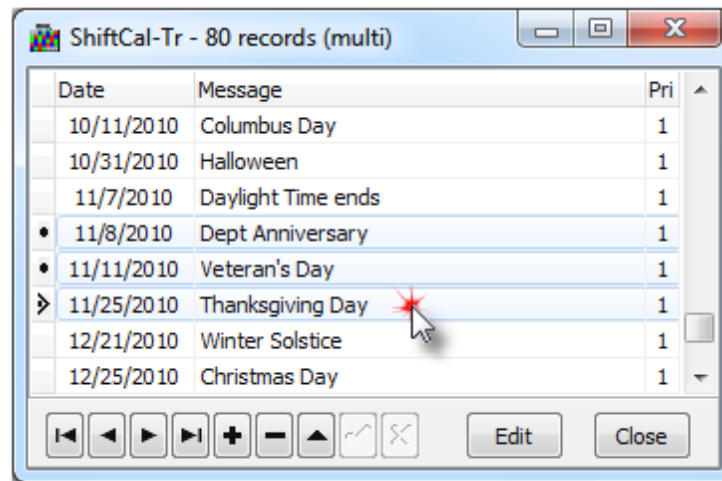 ShiftCal-Tr - 80 records (multi)
Date Message Pri
10/11/2010 Columbus Day 1
10/31/2010 Halloween 1
11/7/2010 Daylight Time ends 1
11/8/2010 Dept Anniversary 1
11/11/2010 Veteran's Day 1
11/25/2010 Thanksgiving Day 1
12/21/2010 Winter Solstice 1
12/25/2010 Christmas Day 1
Edit Close